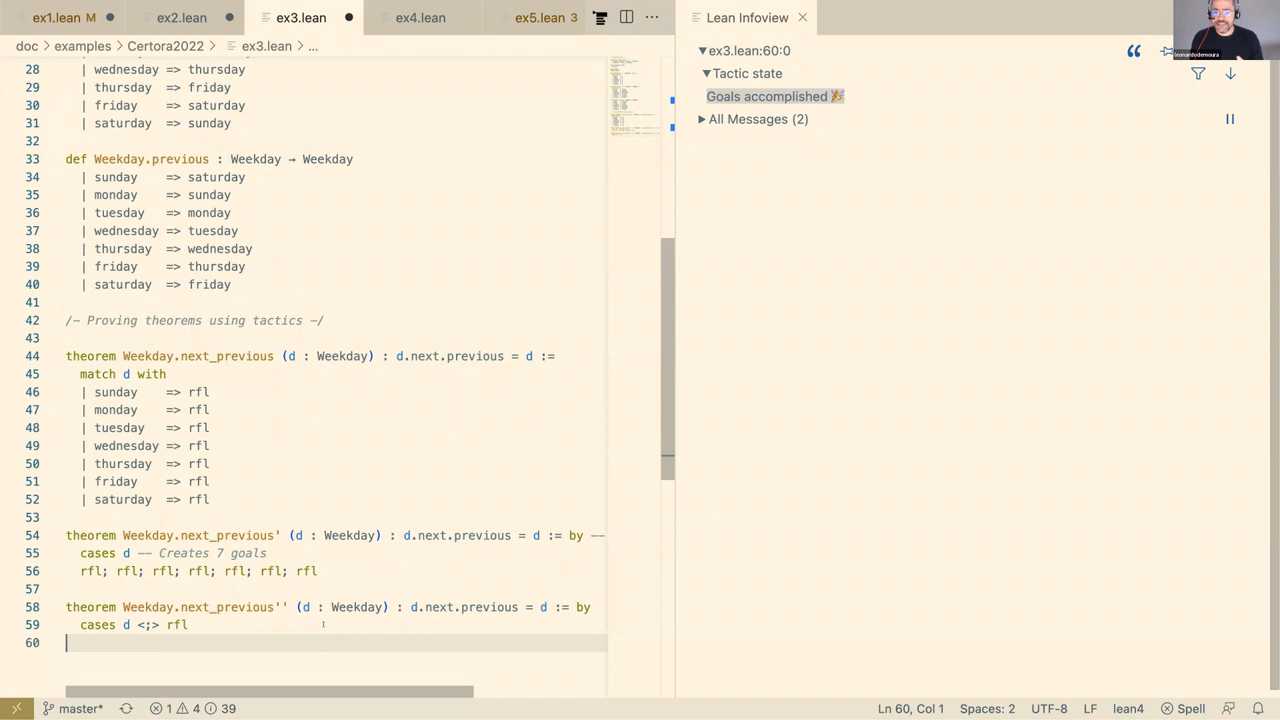 ex1.lean M
ex2.lean
ex3.lean
ex4.lean
ex5.lean 3
Lean Infoview
leonardodemoura
doc > examples > Certora2022 > ex3.lean > ...
28 | wednesday => thursday
29 | thursday => friday
30 | friday => saturday
31 | saturday => sunday
32
33 def Weekday.previous : Weekday → Weekday
34 | sunday => saturday
35 | monday => sunday
36 | tuesday => monday
37 | wednesday => tuesday
38 | thursday => wednesday
39 | friday => thursday
40 | saturday => friday
41
42 /- Proving theorems using tactics -/
43
44 theorem Weekday.next_previous (d : Weekday) : d.next.previous = d :=
45 match d with
46 | sunday => rfl
47 | monday => rfl
48 | tuesday => rfl
49 | wednesday => rfl
50 | thursday => rfl
51 | friday => rfl
52 | saturday => rfl
53
54 theorem Weekday.next_previous' (d : Weekday) : d.next.previous = d := by --
55 cases d -- Creates 7 goals
56 rfl; rfl; rfl; rfl; rfl; rfl; rfl
57
58 theorem Weekday.next_previous'' (d : Weekday) : d.next.previous = d := by
59 cases d <;> rfl
60
▼ex3.lean:60:0
▼Tactic state
Goals accomplished 🎉
▶All Messages (2)
master*
1 4 39
Ln 60, Col 1
Spaces: 2
UTF-8
LF
lean4
Spell